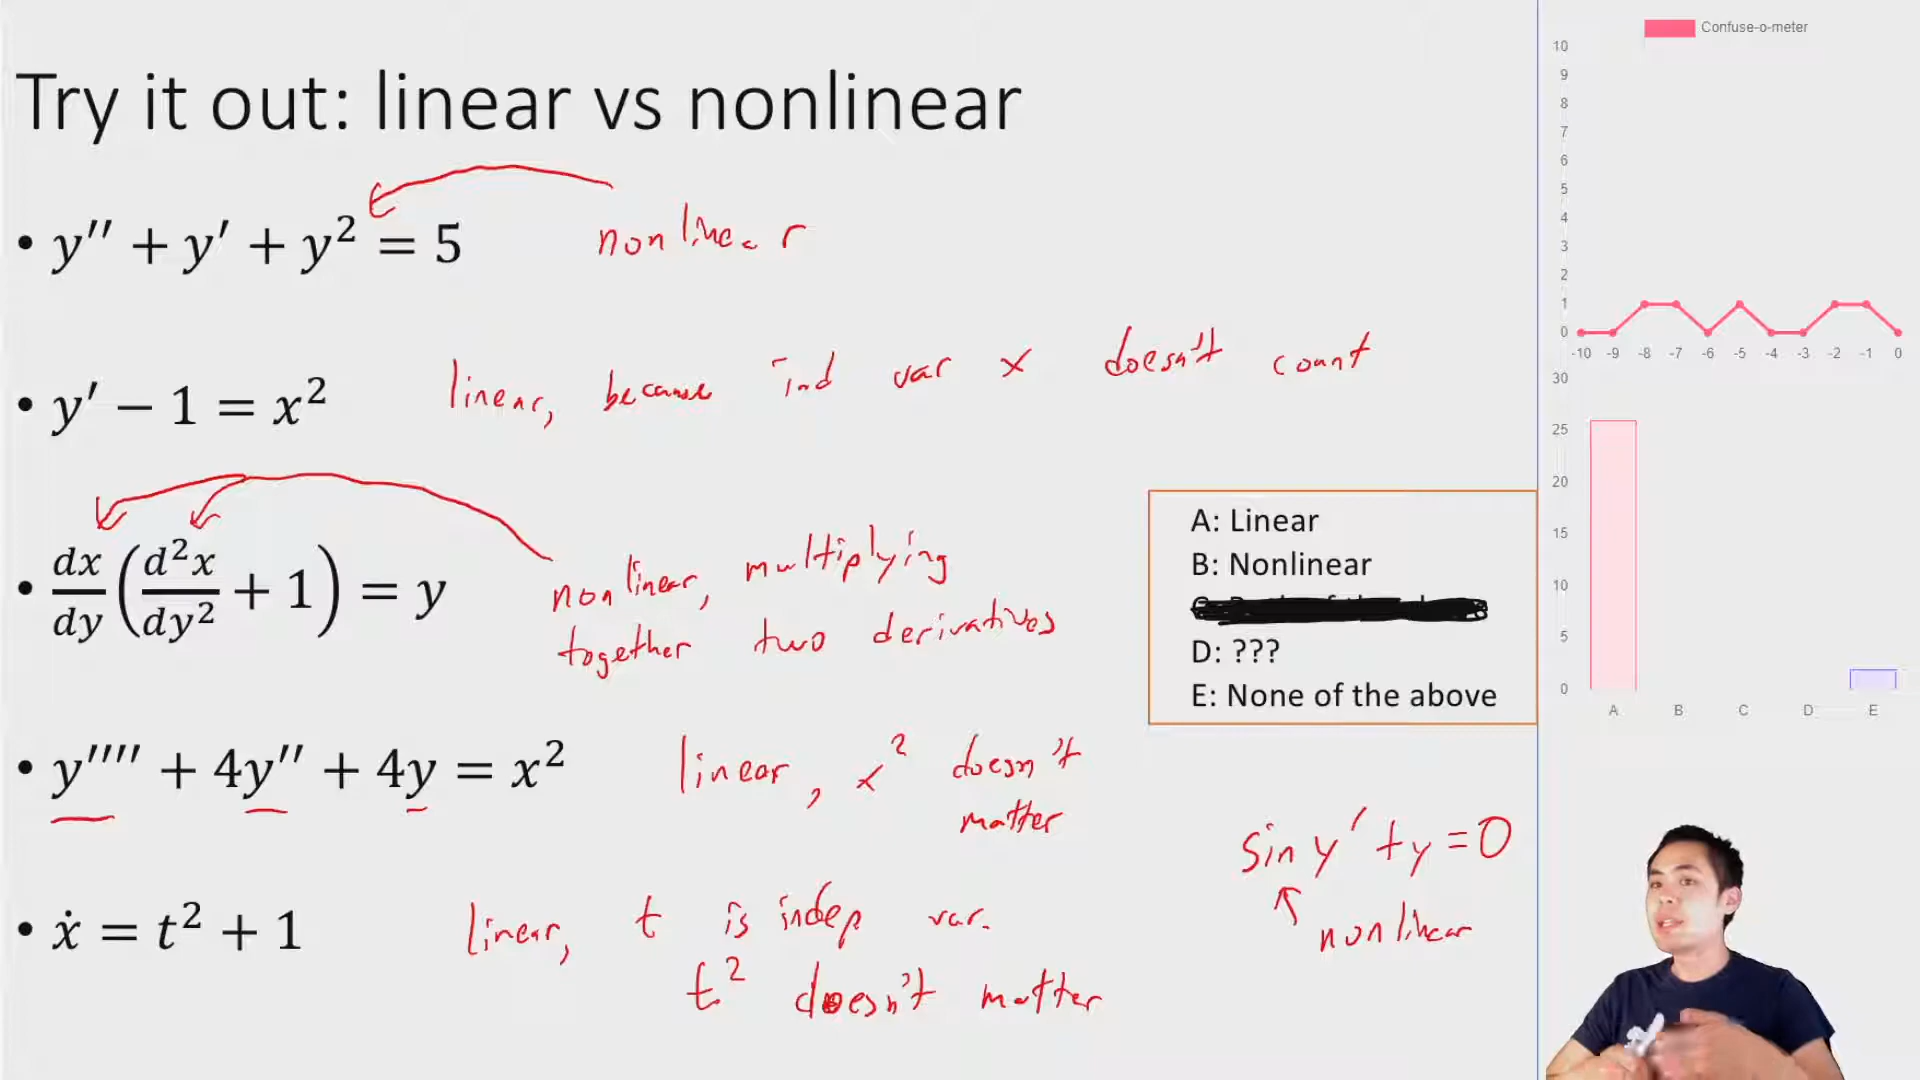 Try it out: linear vs nonlinear
• y'' + y' + y² = 5
nonlinear
• y' − 1 = x²
linear, because ind var x doesn't count
• dx/dy (d²x/dy² + 1) = y
nonlinear, multiplying
together two derivatives
• y'''' + 4y'' + 4y = x²
linear, x² doesn't
matter
• ẋ = t² + 1
linear, t is indep var.
t² doesn't matter
A: Linear
B: Nonlinear
D: ???
E: None of the above
sin y' + y = 0
nonlinear
Confuse-o-meter
10
9
8
7
6
5
4
3
2
1
0
-10 -9 -8 -7 -6 -5 -4 -3 -2 -1 0
30
25
20
15
10
5
0
A B C D E